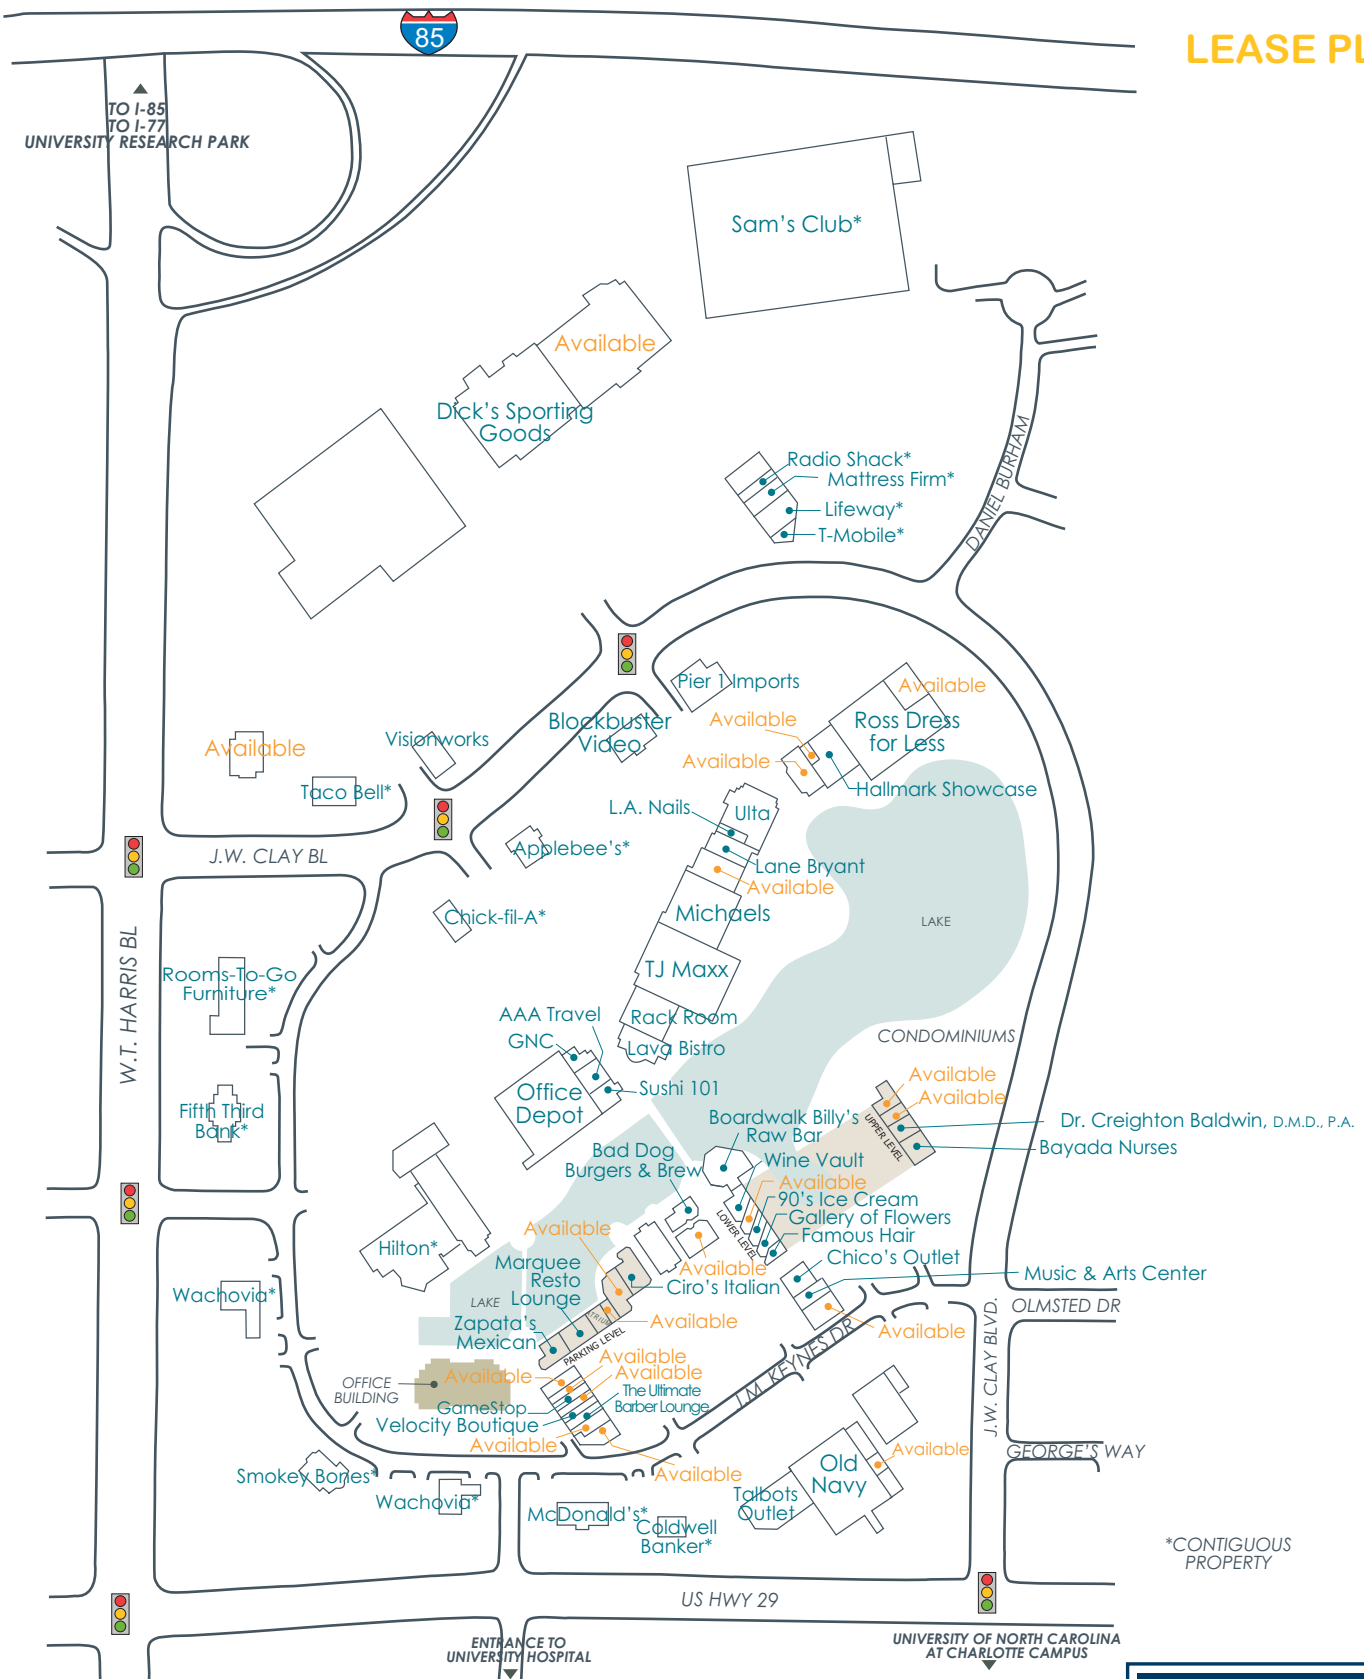 85
LEASE PL
TO I-85
TO I-77
UNIVERSITY RESEARCH PARK
Sam's Club*
Available
Dick's Sporting
Goods
Radio Shack*
Mattress Firm*
Lifeway*
T-Mobile*
DANIEL BURHAM
Pier 1 Imports
Available
Available
Ross Dress
for Less
Blockbuster
Video
Visionworks
Available
Available
Taco Bell*
Hallmark Showcase
L.A. Nails
Ulta
Applebee's*
J.W. CLAY BL
Lane Bryant
Available
Michaels
Chick-fil-A*
LAKE
W.T. HARRIS BL
Rooms-To-Go
Furniture*
TJ Maxx
AAA Travel
Rack Room
GNC
Lava Bistro
CONDOMINIUMS
Office
Depot
Sushi 101
Available
Available
Fifth Third
Bank*
Boardwalk Billy's
Raw Bar
UPPER LEVEL
Dr. Creighton Baldwin, D.M.D., P.A.
Bayada Nurses
Bad Dog
Burgers & Brew
Wine Vault
Available
90's Ice Cream
Gallery of Flowers
Famous Hair
LOWER LEVEL
Available
Hilton*
Chico's Outlet
Marquee
Resto
Lounge
Available
Ciro's Italian
Music & Arts Center
Wachovia*
LAKE
ATRIUM
OLMSTED DR
Zapata's
Mexican
Available
Available
PARKING LEVEL
J.M. KEYNES DR
J.W. CLAY BLVD.
OFFICE
BUILDING
Available
Available
Available
GameStop
The Ultimate
Barber Lounge
Velocity Boutique
Available
Available
Available
GEORGE'S WAY
Smokey Bones*
Old
Navy
Wachovia*
Talbots
Outlet
McDonald's*
Coldwell
Banker*
*CONTIGUOUS
PROPERTY
US HWY 29
ENTRANCE TO
UNIVERSITY HOSPITAL
UNIVERSITY OF NORTH CAROLINA
AT CHARLOTTE CAMPUS